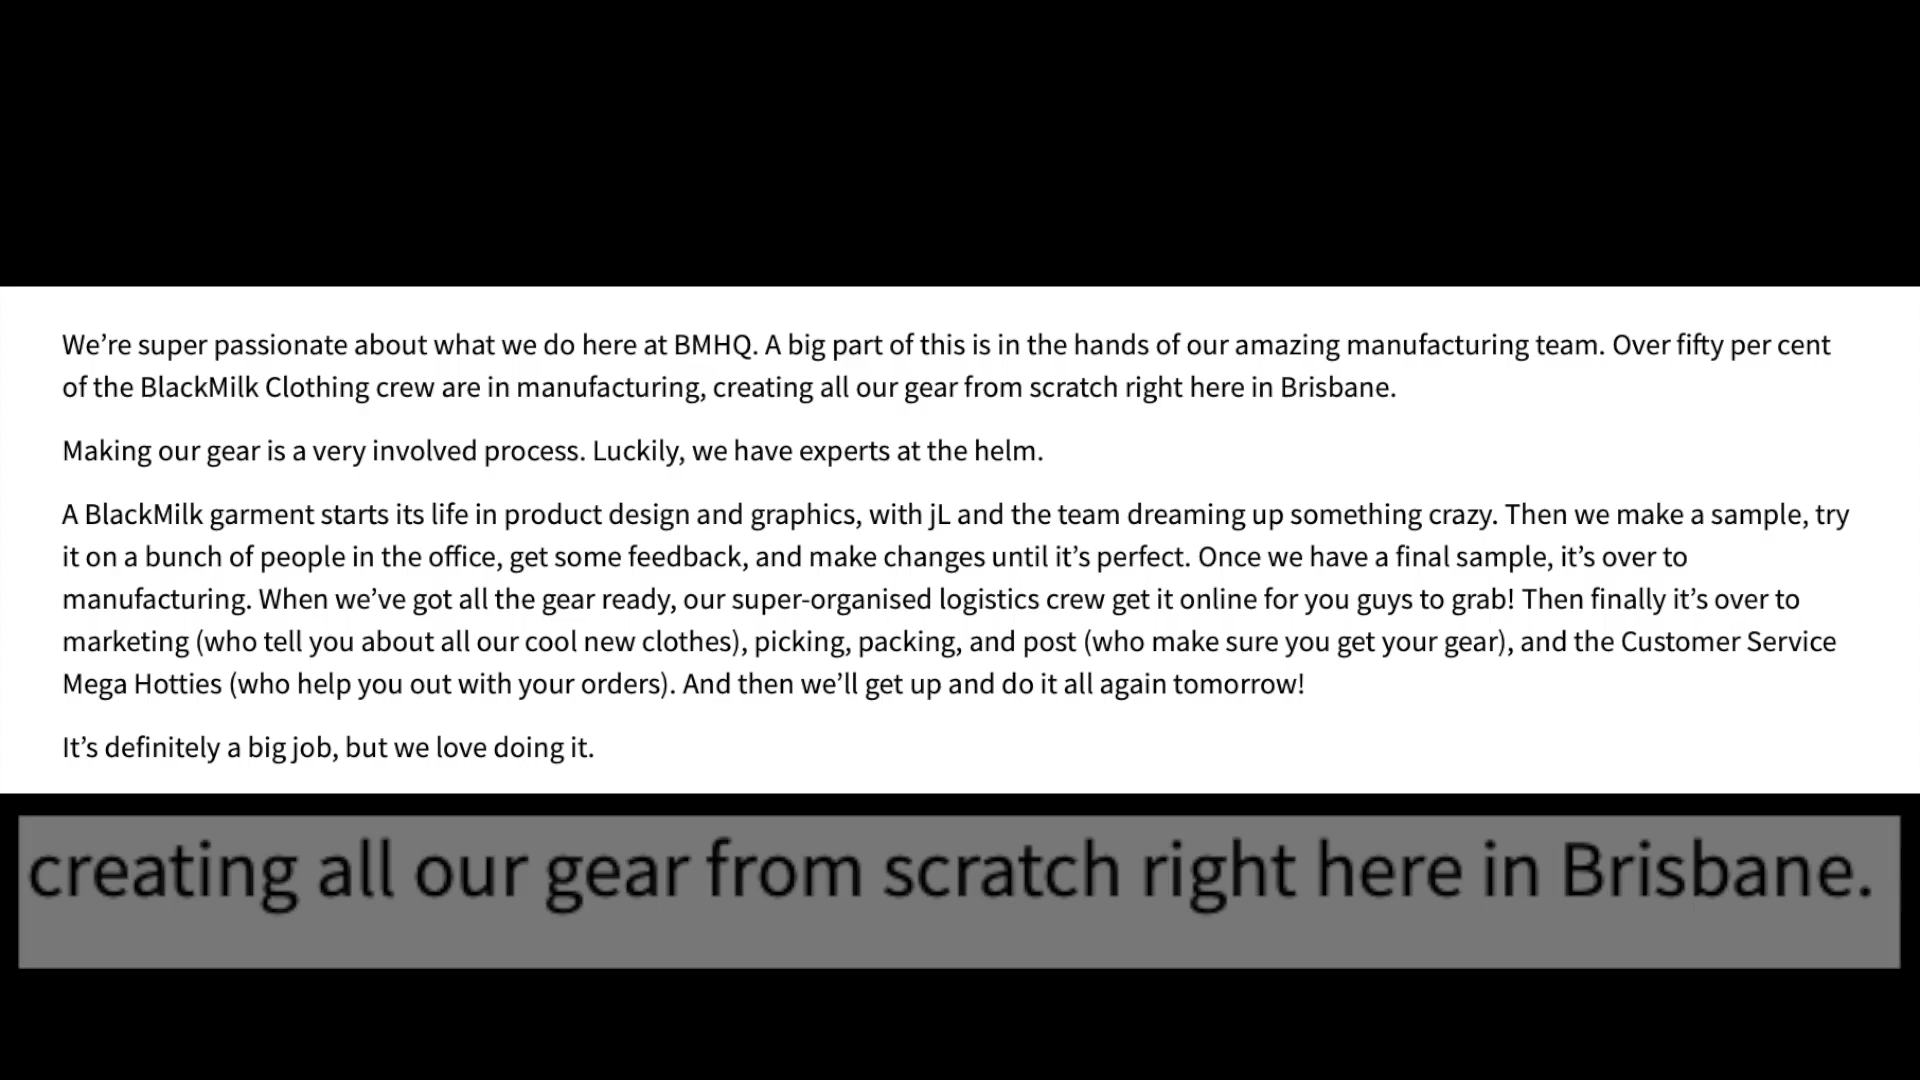 We’re super passionate about what we do here at BMHQ. A big part of this is in the hands of our amazing manufacturing team. Over fifty per cent
of the BlackMilk Clothing crew are in manufacturing, creating all our gear from scratch right here in Brisbane.
Making our gear is a very involved process. Luckily, we have experts at the helm.
A BlackMilk garment starts its life in product design and graphics, with jL and the team dreaming up something crazy. Then we make a sample, try
it on a bunch of people in the office, get some feedback, and make changes until it’s perfect. Once we have a final sample, it’s over to
manufacturing. When we’ve got all the gear ready, our super-organised logistics crew get it online for you guys to grab! Then finally it’s over to
marketing (who tell you about all our cool new clothes), picking, packing, and post (who make sure you get your gear), and the Customer Service
Mega Hotties (who help you out with your orders). And then we’ll get up and do it all again tomorrow!
It’s definitely a big job, but we love doing it.
creating all our gear from scratch right here in Brisbane.